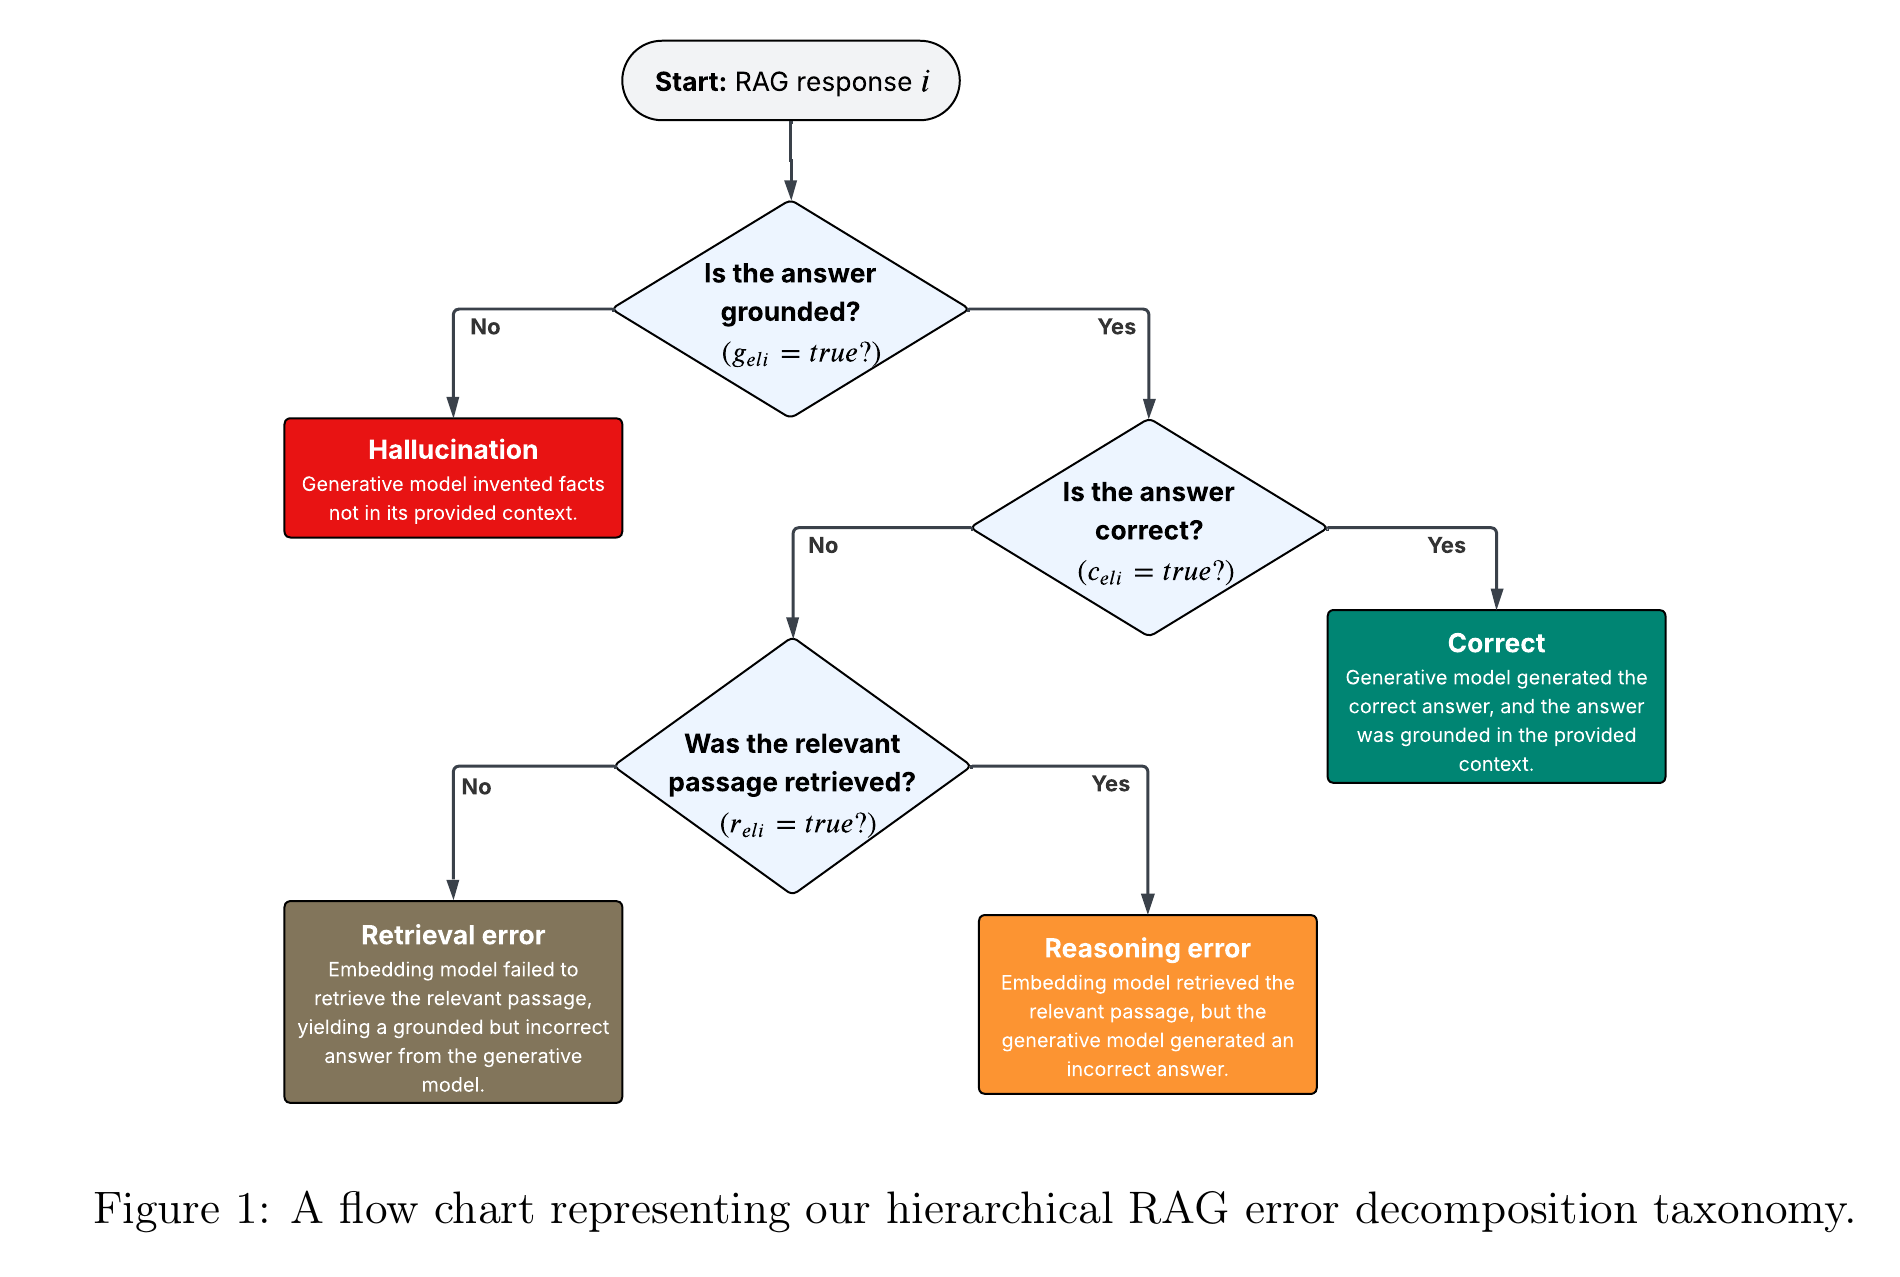 Start: RAG response i
Is the answer
grounded?
(g_eli = true?)
No
Yes
Hallucination
Generative model invented facts
not in its provided context.
Is the answer
correct?
(c_eli = true?)
No
Yes
Correct
Generative model generated the
correct answer, and the answer
was grounded in the provided
context.
Was the relevant
passage retrieved?
(r_eli = true?)
No
Yes
Retrieval error
Embedding model failed to
retrieve the relevant passage,
yielding a grounded but incorrect
answer from the generative
model.
Reasoning error
Embedding model retrieved the
relevant passage, but the
generative model generated an
incorrect answer.
Figure 1: A flow chart representing our hierarchical RAG error decomposition taxonomy.